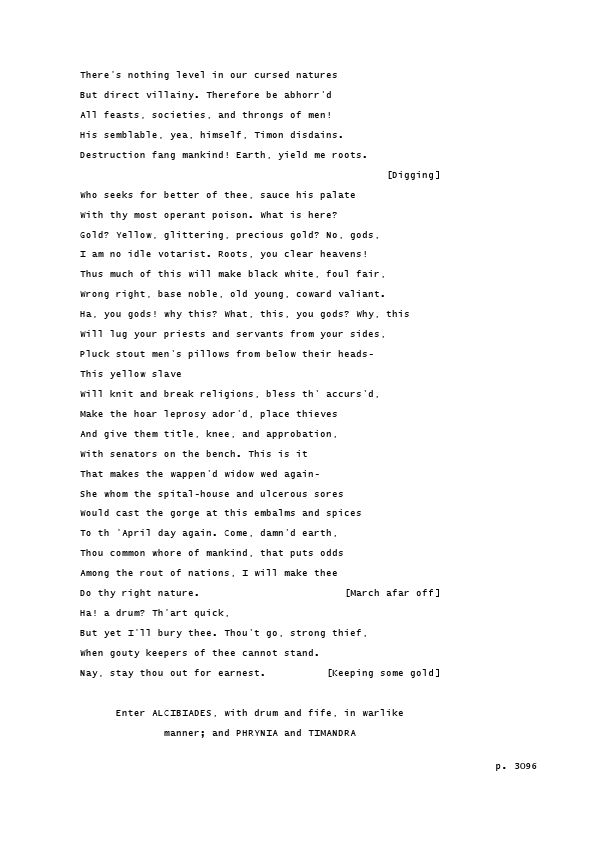 There's nothing level in our cursed natures
But direct villainy. Therefore be abhorr'd
All feasts, societies, and throngs of men!
His semblable, yea, himself, Timon disdains.
Destruction fang mankind! Earth, yield me roots.
[Digging]
Who seeks for better of thee, sauce his palate
With thy most operant poison. What is here?
Gold? Yellow, glittering, precious gold? No, gods,
I am no idle votarist. Roots, you clear heavens!
Thus much of this will make black white, foul fair,
Wrong right, base noble, old young, coward valiant.
Ha, you gods! why this? What, this, you gods? Why, this
Will lug your priests and servants from your sides,
Pluck stout men's pillows from below their heads-
This yellow slave
Will knit and break religions, bless th' accurs'd,
Make the hoar leprosy ador'd, place thieves
And give them title, knee, and approbation,
With senators on the bench. This is it
That makes the wappen'd widow wed again-
She whom the spital-house and ulcerous sores
Would cast the gorge at this embalms and spices
To th 'April day again. Come, damn'd earth,
Thou common whore of mankind, that puts odds
Among the rout of nations, I will make thee
Do thy right nature. [March afar off]
Ha! a drum? Th'art quick,
But yet I'll bury thee. Thou't go, strong thief,
When gouty keepers of thee cannot stand.
Nay, stay thou out for earnest. [Keeping some gold]
Enter ALCIBIADES, with drum and fife, in warlike
manner; and PHRYNIA and TIMANDRA
p. 3096